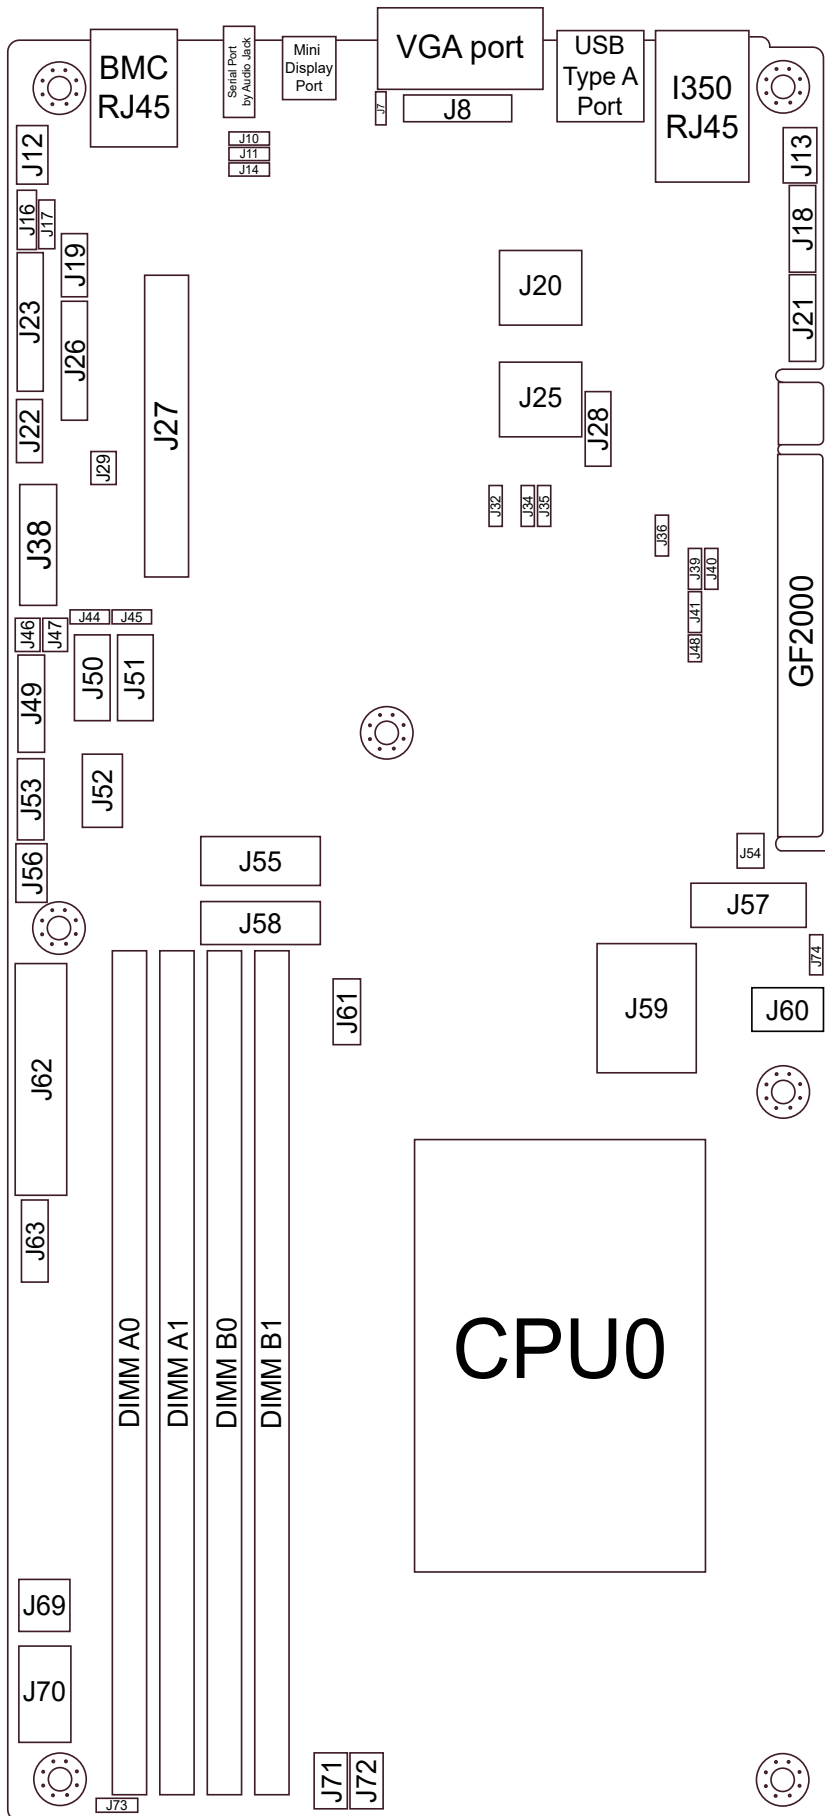 BMC
RJ45
Serial Port
by Audio Jack
Mini
Display
Port
VGA port
USB
Type A
Port
I350
RJ45
J7
J8
J10
J11
J14
J12
J13
J16
J17
J18
J19
J20
J23
J21
J26
J27
J25
J28
J22
J29
J32
J34
J35
J36
J38
J39
J40
J41
J48
GF2000
J44
J45
J46
J47
J49
J50
J51
J52
J53
J54
J55
J56
J57
J58
J74
J59
J60
J61
J62
J63
DIMM A0
DIMM A1
DIMM B0
DIMM B1
CPU0
J69
J70
J71
J72
J73